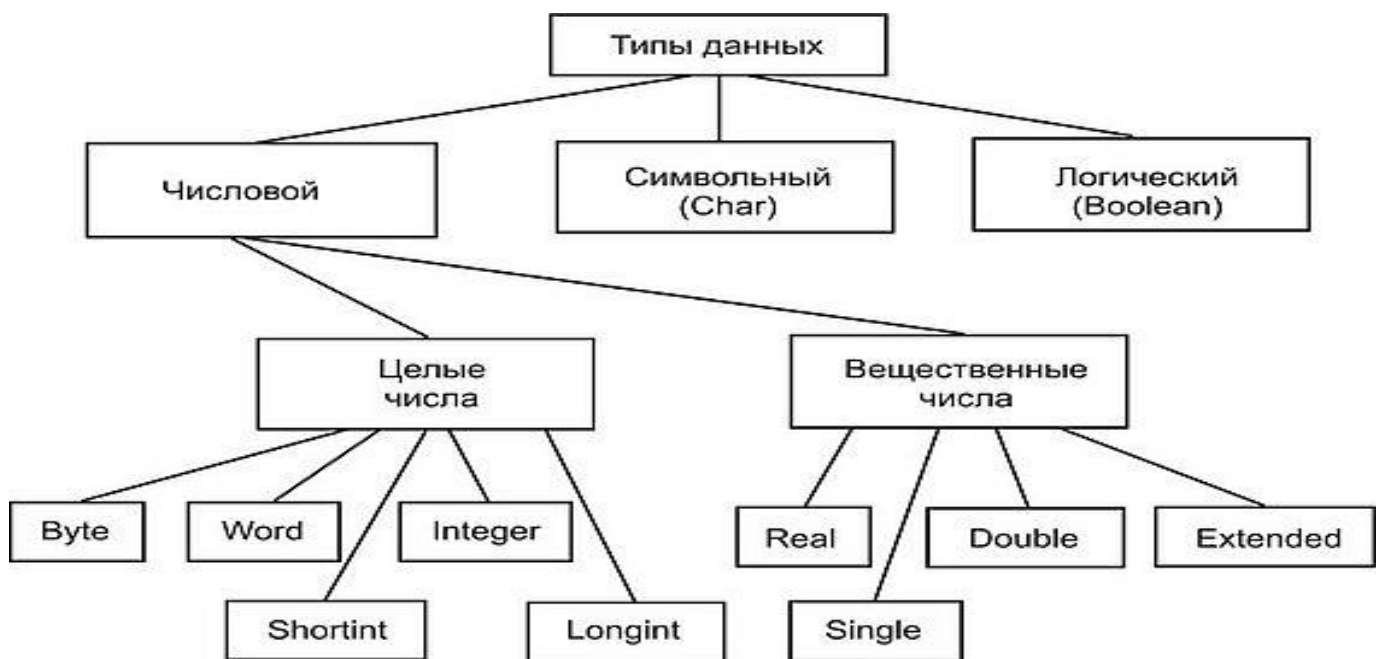 Типы данных
Числовой
Символьный
(Char)
Логический
(Boolean)
Целые
числа
Вещественные
числа
Byte
Word
Integer
Real
Double
Extended
Shortint
Longint
Single